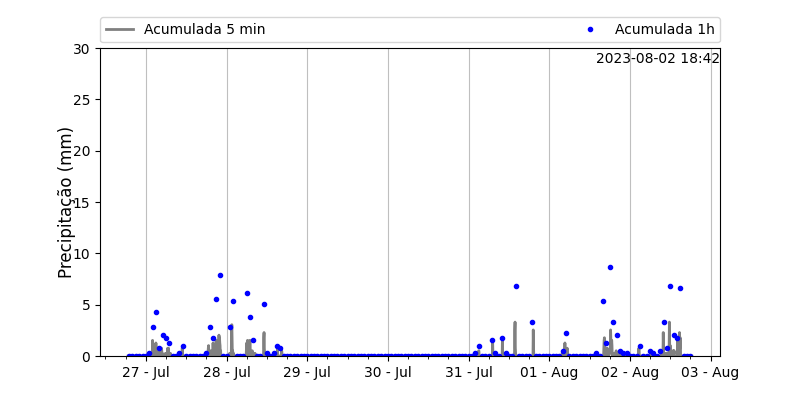 Acumulada 5 min
Acumulada 1h
2023-08-02 18:42
Precipitação (mm)
30
25
20
15
10
5
0
27 - Jul
28 - Jul
29 - Jul
30 - Jul
31 - Jul
01 - Aug
02 - Aug
03 - Aug